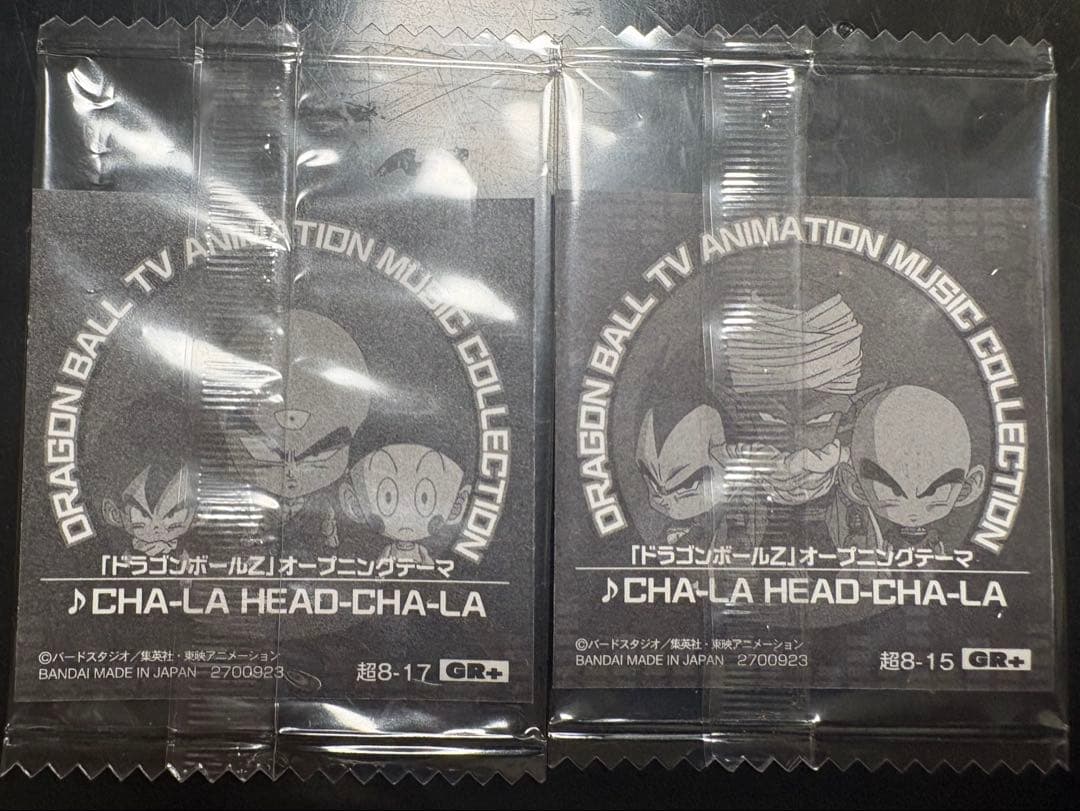 DRAGON BALL TV ANIMATION MUSIC COLLECTION
「ドラゴンボールZ」オープニングテーマ
♪CHA-LA HEAD-CHA-LA
©バードスタジオ／集英社・東映アニメーション
BANDAI MADE IN JAPAN 2700923
超8-17 GR+
DRAGON BALL TV ANIMATION MUSIC COLLECTION
「ドラゴンボールZ」オープニングテーマ
♪CHA-LA HEAD-CHA-LA
©バードスタジオ／集英社・東映アニメーション
BANDAI MADE IN JAPAN 2700923
超8-15 GR+